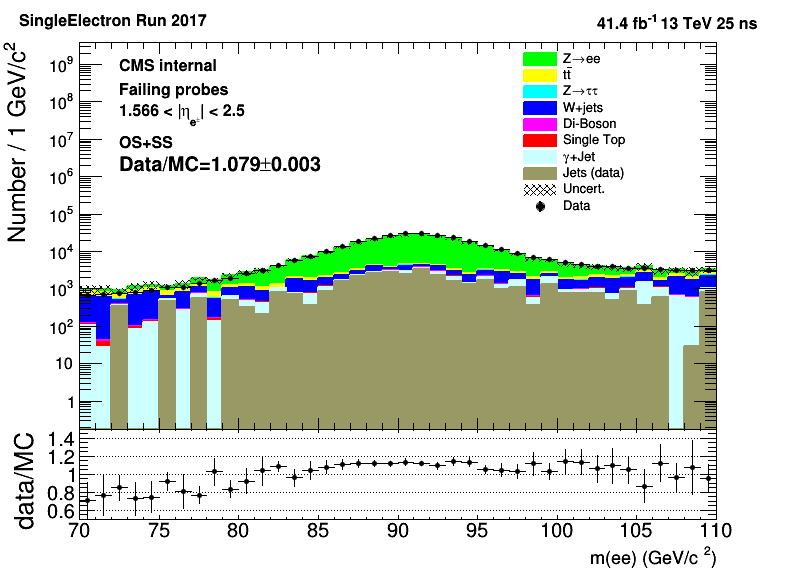 SingleElectron Run 2017
41.4 fb⁻¹ 13 TeV 25 ns
Number / 1 GeV/c²
10⁹
10⁸
10⁷
10⁶
10⁵
10⁴
10³
10²
10
1
CMS internal
Failing probes
1.566 < |η_e±| < 2.5
OS+SS
Data/MC=1.079±0.003
Z→ee
tt̄
Z→ττ
W+jets
Di-Boson
Single Top
γ+Jet
Jets (data)
Uncert.
Data
data/MC
1.4
1.2
1
0.8
0.6
70 75 80 85 90 95 100 105 110
m(ee) (GeV/c ²)